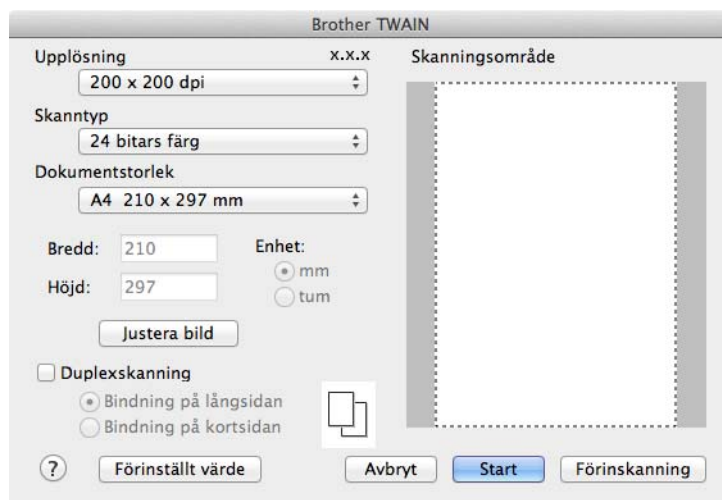 Brother TWAIN
Upplösning x.x.x
200 x 200 dpi
Skanntyp
24 bitars färg
Dokumentstorlek
A4 210 x 297 mm
Bredd: 210
Höjd: 297
Enhet:
mm
tum
Justera bild
Duplexskanning
Bindning på långsidan
Bindning på kortsidan
Skanningsområde
? Förinställt värde Avbryt Start Förinskanning